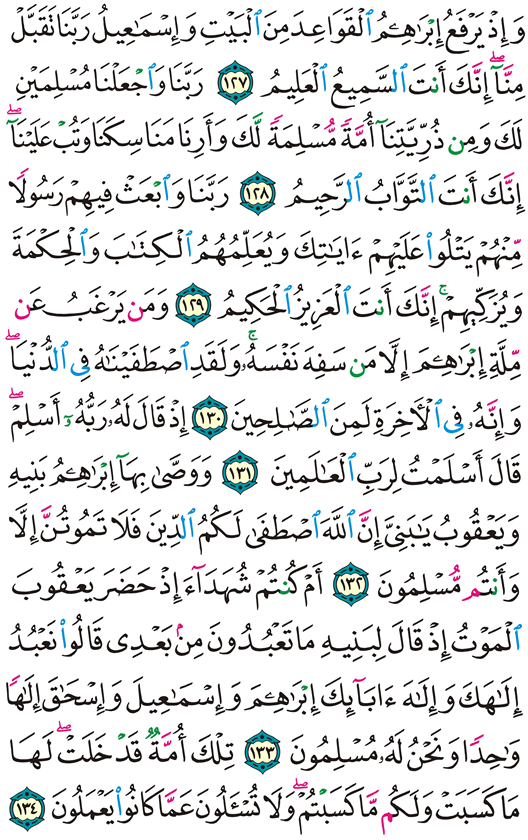 وَإِذْ يَرْفَعُ إِبْرَٰهِـۧمُ ٱلْقَوَاعِدَ مِنَ ٱلْبَيْتِ وَإِسْمَـٰعِيلُ رَبَّنَا تَقَبَّلْ
مِنَّآ ۖ إِنَّكَ أَنتَ ٱلسَّمِيعُ ٱلْعَلِيمُ ١٢٧ رَبَّنَا وَٱجْعَلْنَا مُسْلِمَيْنِ
لَكَ وَمِن ذُرِّيَّتِنَآ أُمَّةً مُّسْلِمَةً لَّكَ وَأَرِنَا مَنَاسِكَنَا وَتُبْ عَلَيْنَآ ۖ
إِنَّكَ أَنتَ ٱلتَّوَّابُ ٱلرَّحِيمُ ١٢٨ رَبَّنَا وَٱبْعَثْ فِيهِمْ رَسُولًا
مِّنْهُمْ يَتْلُوا۟ عَلَيْهِمْ ءَايَـٰتِكَ وَيُعَلِّمُهُمُ ٱلْكِتَـٰبَ وَٱلْحِكْمَةَ
وَيُزَكِّيهِمْ ۚ إِنَّكَ أَنتَ ٱلْعَزِيزُ ٱلْحَكِيمُ ١٢٩ وَمَن يَرْغَبُ عَن
مِّلَّةِ إِبْرَٰهِـۧمَ إِلَّا مَن سَفِهَ نَفْسَهُۥ ۚ وَلَقَدِ ٱصْطَفَيْنَـٰهُ فِى ٱلدُّنْيَا ۖ
وَإِنَّهُۥ فِى ٱلْـَٔاخِرَةِ لَمِنَ ٱلصَّـٰلِحِينَ ١٣٠ إِذْ قَالَ لَهُۥ رَبُّهُۥٓ أَسْلِمْ ۖ
قَالَ أَسْلَمْتُ لِرَبِّ ٱلْعَـٰلَمِينَ ١٣١ وَوَصَّىٰ بِهَآ إِبْرَٰهِـۧمُ بَنِيهِ
وَيَعْقُوبُ يَـٰبَنِىَّ إِنَّ ٱللَّهَ ٱصْطَفَىٰ لَكُمُ ٱلدِّينَ فَلَا تَمُوتُنَّ إِلَّا
وَأَنتُم مُّسْلِمُونَ ١٣٢ أَمْ كُنتُمْ شُهَدَآءَ إِذْ حَضَرَ يَعْقُوبَ
ٱلْمَوْتُ إِذْ قَالَ لِبَنِيهِ مَا تَعْبُدُونَ مِنۢ بَعْدِى قَالُوا۟ نَعْبُدُ
إِلَـٰهَكَ وَإِلَـٰهَ ءَابَآئِكَ إِبْرَٰهِـۧمَ وَإِسْمَـٰعِيلَ وَإِسْحَـٰقَ إِلَـٰهًا
وَٰحِدًا وَنَحْنُ لَهُۥ مُسْلِمُونَ ١٣٣ تِلْكَ أُمَّةٌ قَدْ خَلَتْ ۖ لَهَا
مَا كَسَبَتْ وَلَكُم مَّا كَسَبْتُمْ ۖ وَلَا تُسْـَٔلُونَ عَمَّا كَانُوا۟ يَعْمَلُونَ ١٣٤